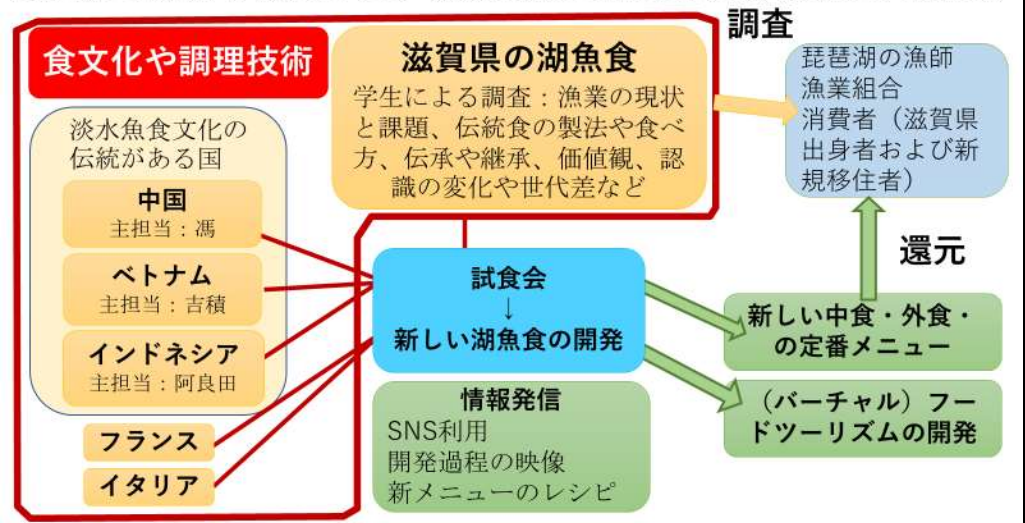 調査
食文化や調理技術
滋賀県の湖魚食
学生による調査：漁業の現状
と課題、伝統食の製法や食べ
方、伝承や継承、価値観、認
識の変化や世代差など
琵琶湖の漁師
漁業組合
消費者（滋賀県
出身者および新
規移住者）
淡水魚食文化の
伝統がある国
中国
主担当：馮
ベトナム
主担当：吉積
インドネシア
主担当：阿良田
フランス
イタリア
試食会
↓
新しい湖魚食の開発
還元
新しい中食・外食・
の定番メニュー
（バーチャル）フー
ドツーリズムの開発
情報発信
SNS利用
開発過程の映像
新メニューのレシピ